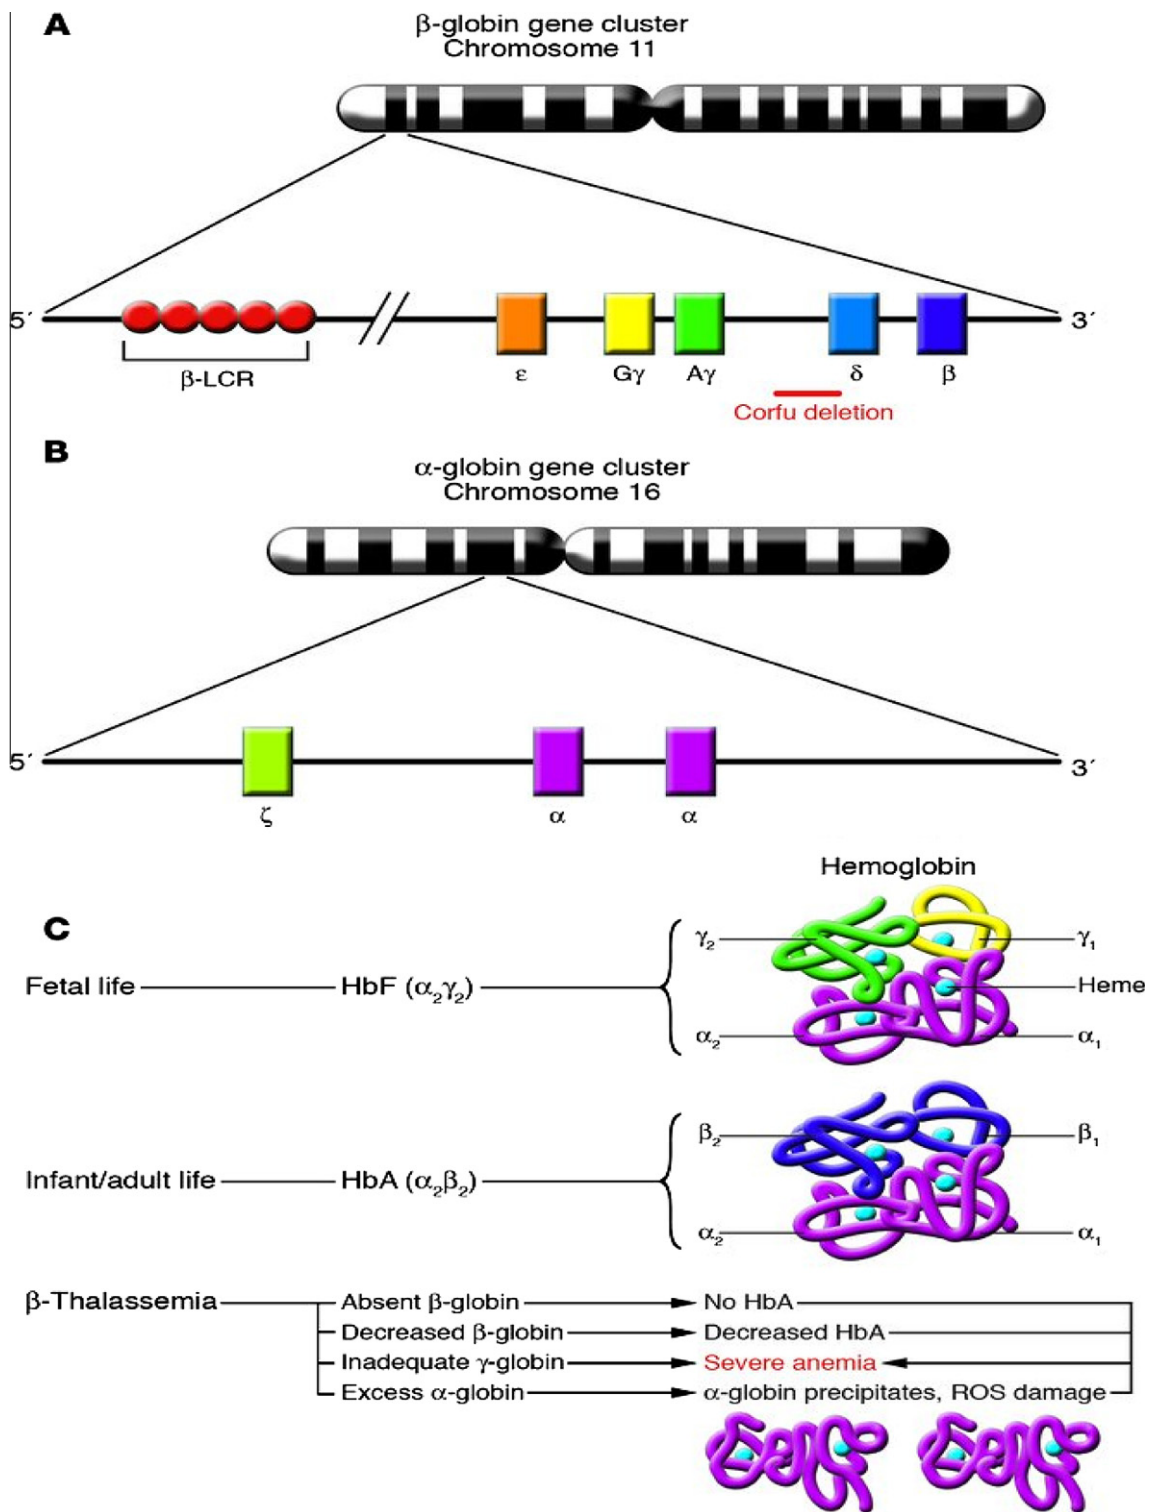 A
β-globin gene cluster
Chromosome 11
5´
3´
β-LCR
ε
Gγ
Aγ
δ
β
Corfu deletion
B
α-globin gene cluster
Chromosome 16
5´
3´
ζ
α
α
Hemoglobin
C
γ₂
γ₁
Fetal life
HbF (α₂γ₂)
Heme
α₂
α₁
β₂
β₁
Infant/adult life
HbA (α₂β₂)
α₂
α₁
β-Thalassemia
Absent β-globin
No HbA
Decreased β-globin
Decreased HbA
Inadequate γ-globin
Severe anemia
Excess α-globin
α-globin precipitates, ROS damage